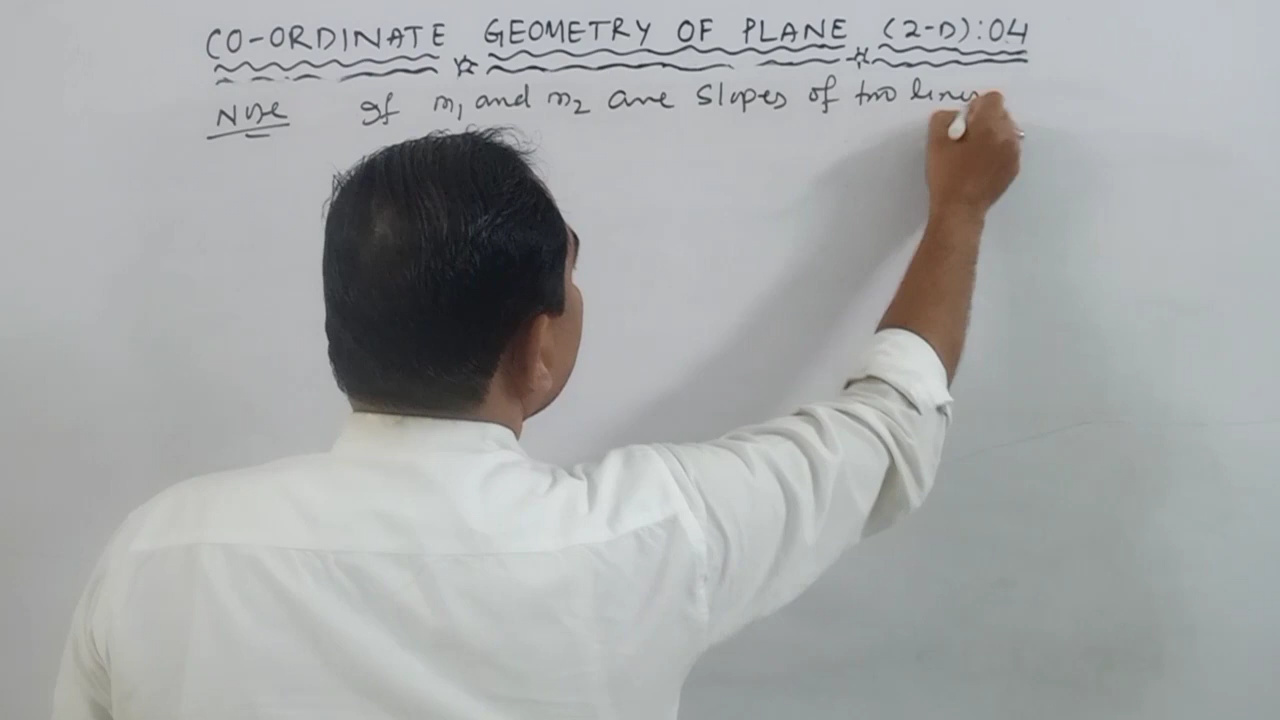 CO-ORDINATE GEOMETRY OF PLANE (2-D):04
Note If m₁ and m₂ are slopes of two lines